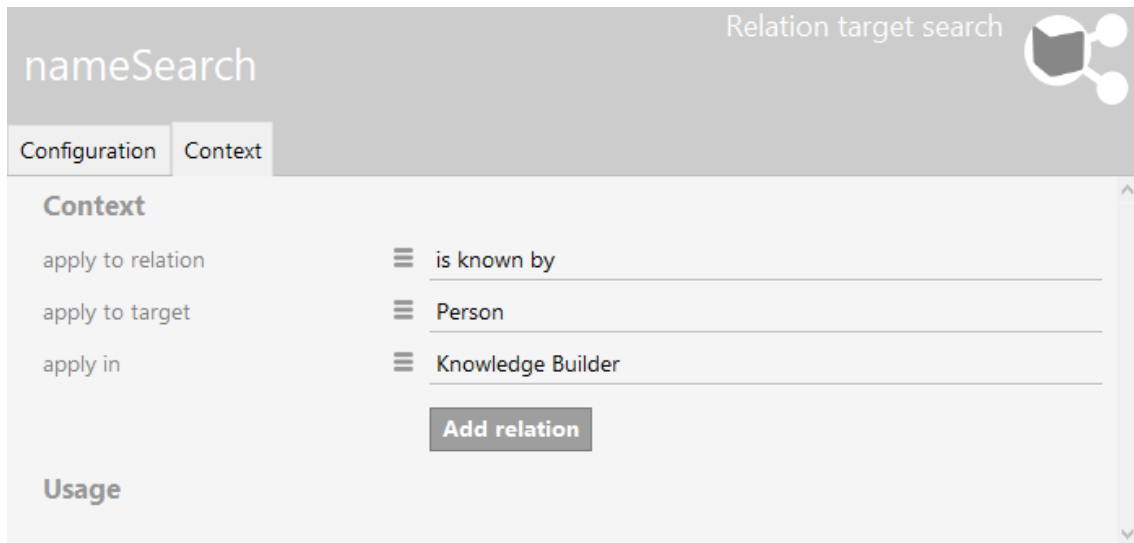 Relation target search
nameSearch
Configuration Context
Context
apply to relation is known by
apply to target Person
apply in Knowledge Builder
Add relation
Usage